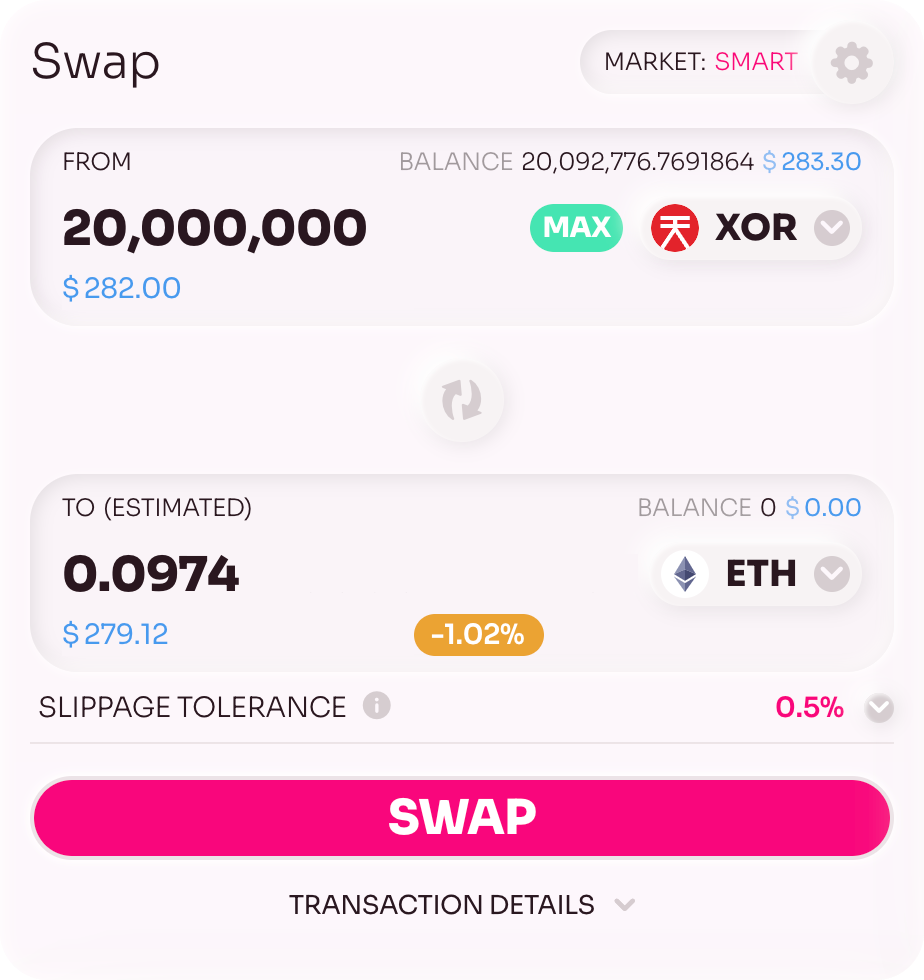 Swap
MARKET: SMART
FROM
BALANCE 20,092,776.7691864 $ 283.30
20,000,000
MAX
XOR
$ 282.00
TO (ESTIMATED)
BALANCE 0 $ 0.00
0.0974
ETH
$ 279.12
-1.02%
SLIPPAGE TOLERANCE
0.5%
SWAP
TRANSACTION DETAILS